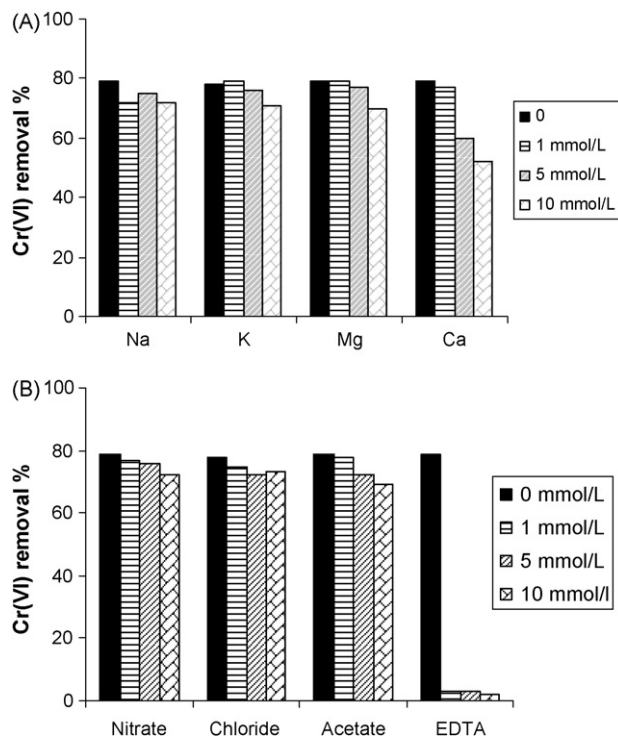 (A)
100
80
60
40
20
0
Cr(VI) removal %
Na K Mg Ca
0
1 mmol/L
5 mmol/L
10 mmol/L
(B)
100
80
60
40
20
0
Cr(VI) removal %
Nitrate Chloride Acetate EDTA
0 mmol/L
1 mmol/L
5 mmol/L
10 mmol/l